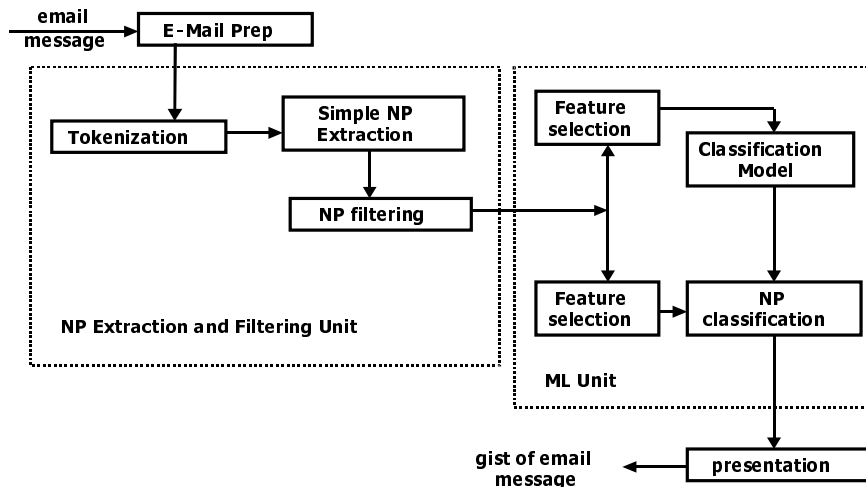 email
message
E-Mail Prep
Tokenization
Simple NP
Extraction
NP filtering
NP Extraction and Filtering Unit
Feature
selection
Classification
Model
Feature
selection
NP
classification
ML Unit
presentation
gist of email
message